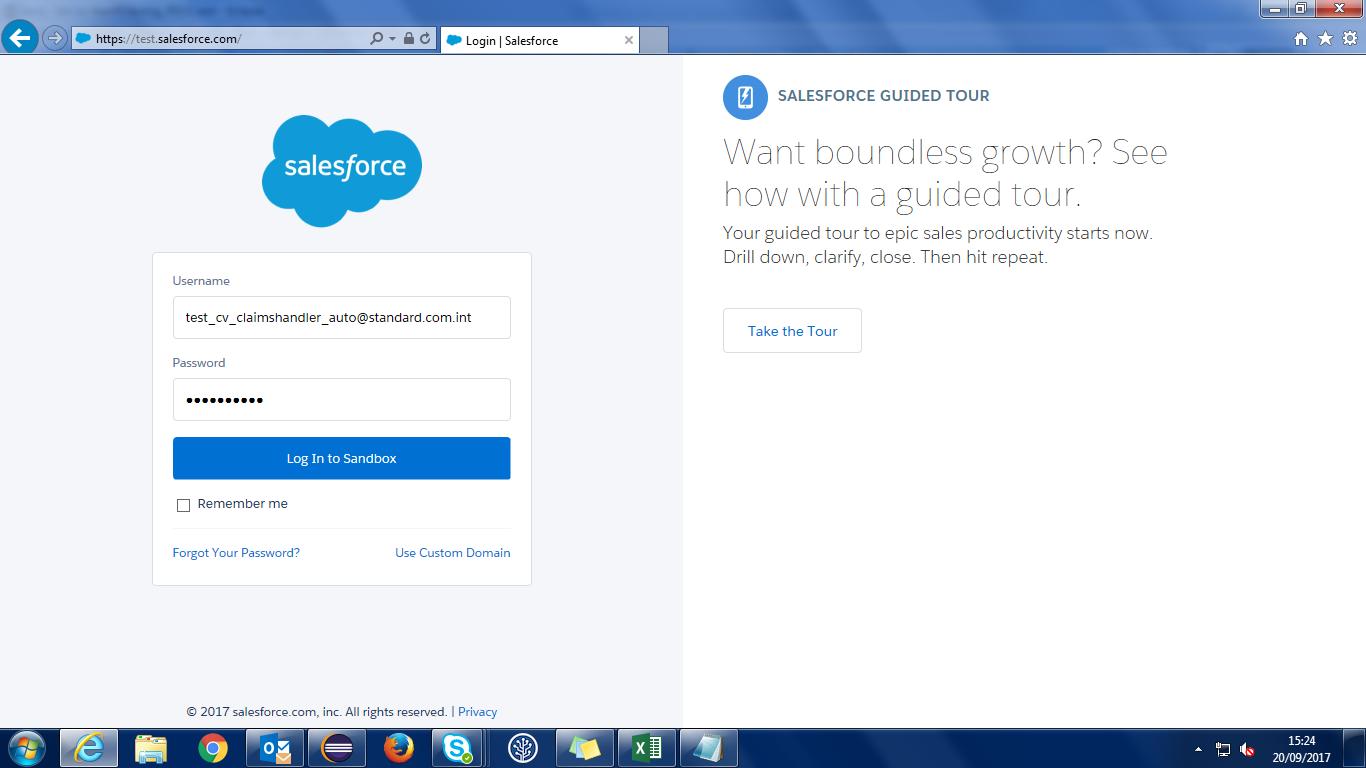 https://test.salesforce.com/
Login | Salesforce
salesforce
Username
test_cv_claimshandler_auto@standard.com.int
Password
••••••••••
Log In to Sandbox
Remember me
Forgot Your Password?
Use Custom Domain
© 2017 salesforce.com, inc. All rights reserved. | Privacy
SALESFORCE GUIDED TOUR
Want boundless growth? See
how with a guided tour.
Your guided tour to epic sales productivity starts now.
Drill down, clarify, close. Then hit repeat.
Take the Tour
15:24
20/09/2017